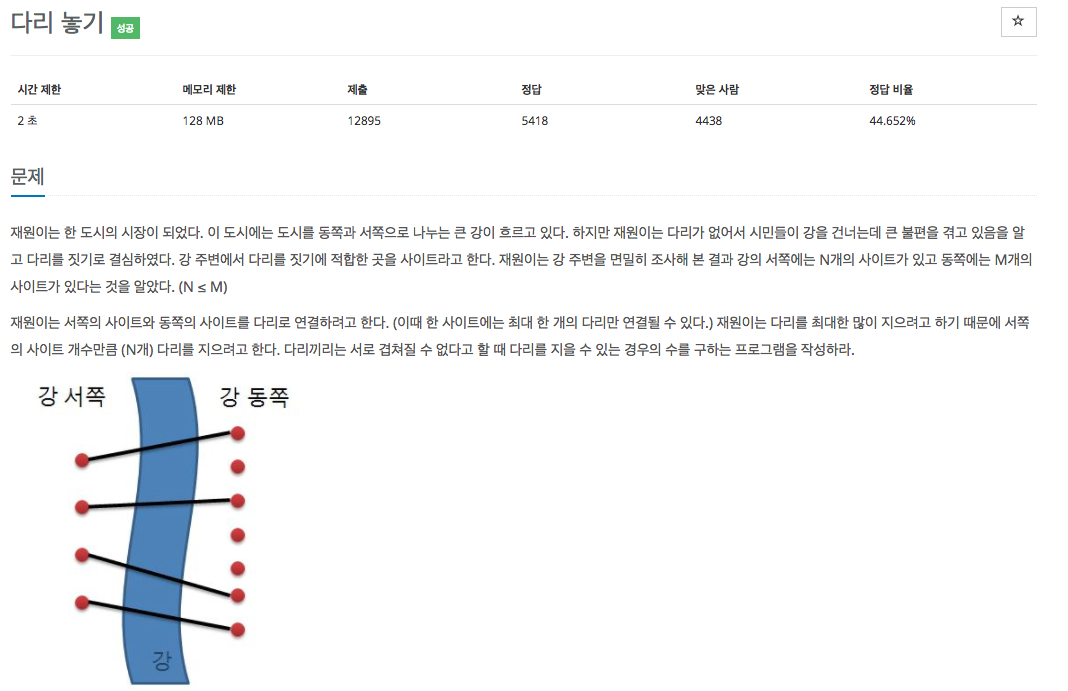 다리 놓기 성공
☆
시간 제한 메모리 제한 제출 정답 맞은 사람 정답 비율
2 초 128 MB 12895 5418 4438 44.652%
문제
재원이는 한 도시의 시장이 되었다. 이 도시에는 도시를 동쪽과 서쪽으로 나누는 큰 강이 흐르고 있다. 하지만 재원이는 다리가 없어서 시민들이 강을 건너는데 큰 불편을 겪고 있음을 알
고 다리를 짓기로 결심하였다. 강 주변에서 다리를 짓기에 적합한 곳을 사이트라고 한다. 재원이는 강 주변을 면밀히 조사해 본 결과 강의 서쪽에는 N개의 사이트가 있고 동쪽에는 M개의
사이트가 있다는 것을 알았다. (N ≤ M)
재원이는 서쪽의 사이트와 동쪽의 사이트를 다리로 연결하려고 한다. (이때 한 사이트에는 최대 한 개의 다리만 연결될 수 있다.) 재원이는 다리를 최대한 많이 지으려고 하기 때문에 서쪽
의 사이트 개수만큼 (N개) 다리를 지으려고 한다. 다리끼리는 서로 겹쳐질 수 없다고 할 때 다리를 지을 수 있는 경우의 수를 구하는 프로그램을 작성하라.
강 서쪽 강 동쪽
강